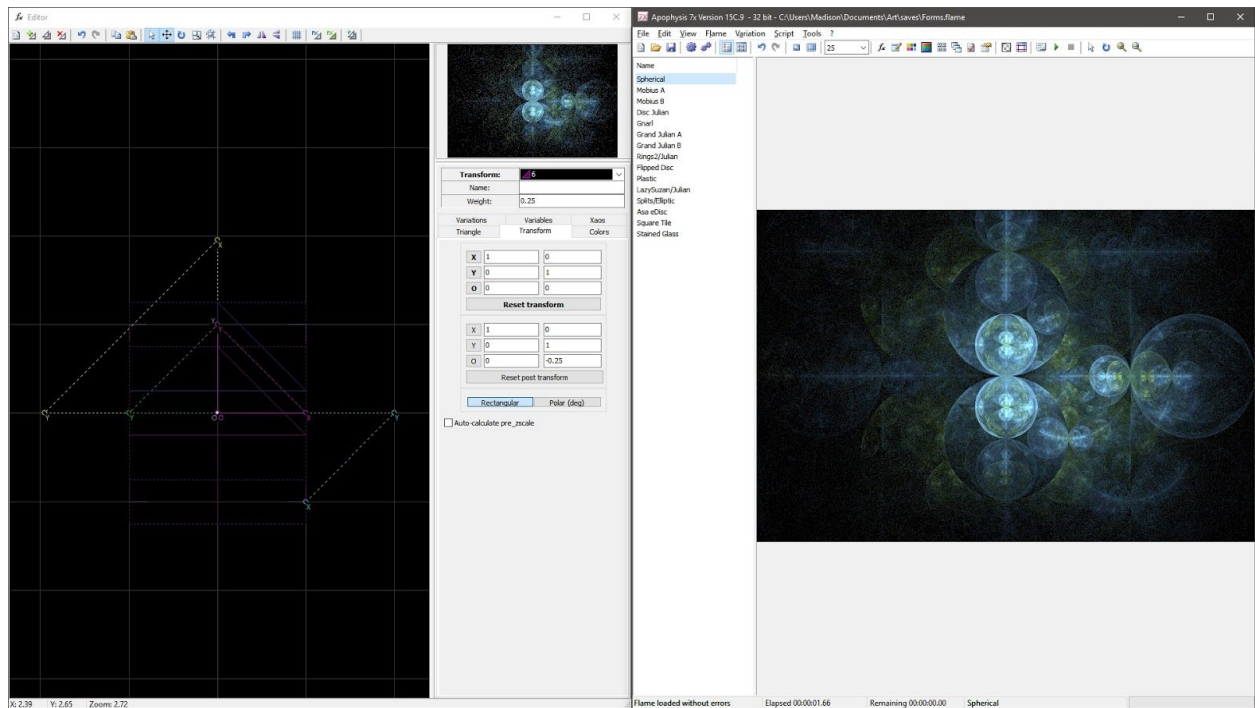 Editor
Transform: 6
Name:
Weight: 0.25
Variations Variables Xaos
Triangle Transform Colors
X 1 0
Y 0 1
O 0 0
Reset transform
X 1 0
Y 0 1
O 0 -0.25
Reset post transform
Rectangular Polar (deg)
Auto-calculate pre_zscale
X: 2.39 Y: 2.65 Zoom: 2.72
Apophysis 7x Version 15C.9 - 32 bit - C:\Users\Madison\Documents\Art\saves\Forms.flame
File Edit View Flame Variation Script Tools ?
25
Name
Spherical
Mobius A
Mobius B
Disc Julian
Gnarl
Grand Julian A
Grand Julian B
Rings2/Julian
Flipped Disc
Plastic
LazySuzan/Julian
Splits/Elliptic
Asa eDisc
Square Tile
Stained Glass
Flame loaded without errors Elapsed 00:00:01.66 Remaining 00:00:00.00 Spherical